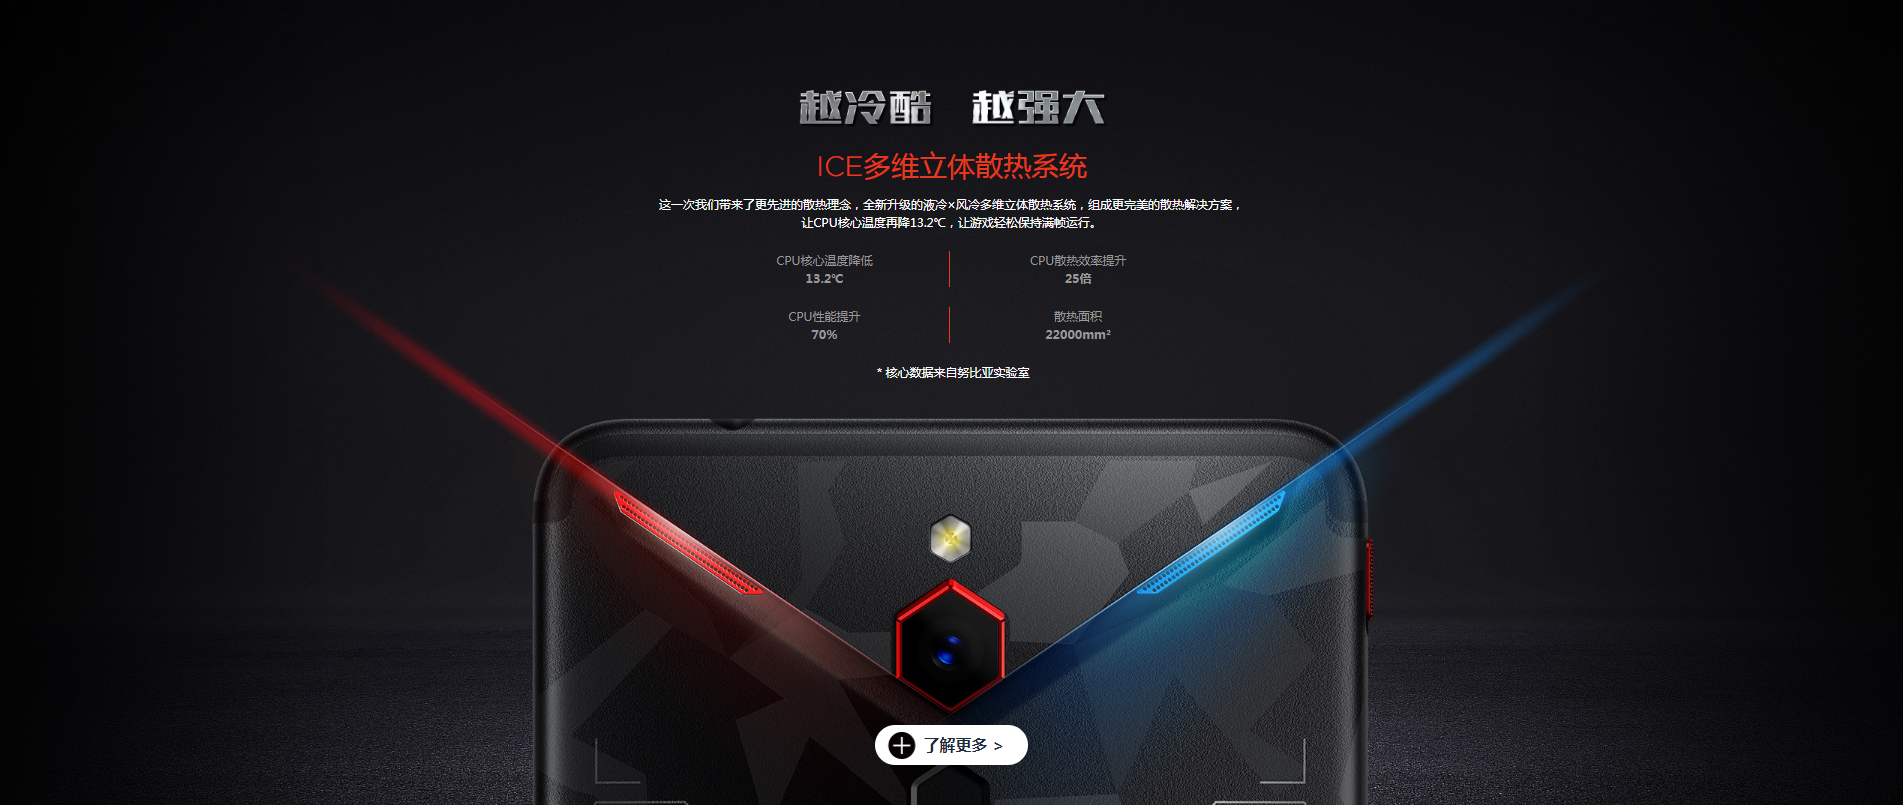 越冷酷 越强大
ICE多维立体散热系统
这一次我们带来了更先进的散热理念，全新升级的液冷×风冷多维立体散热系统，组成更完美的散热解决方案，
让CPU核心温度再降13.2℃，让游戏轻松保持满帧运行。
CPU核心温度降低
13.2℃
CPU散热效率提升
25倍
CPU性能提升
70%
散热面积
22000mm²
* 核心数据来自努比亚实验室
了解更多 >